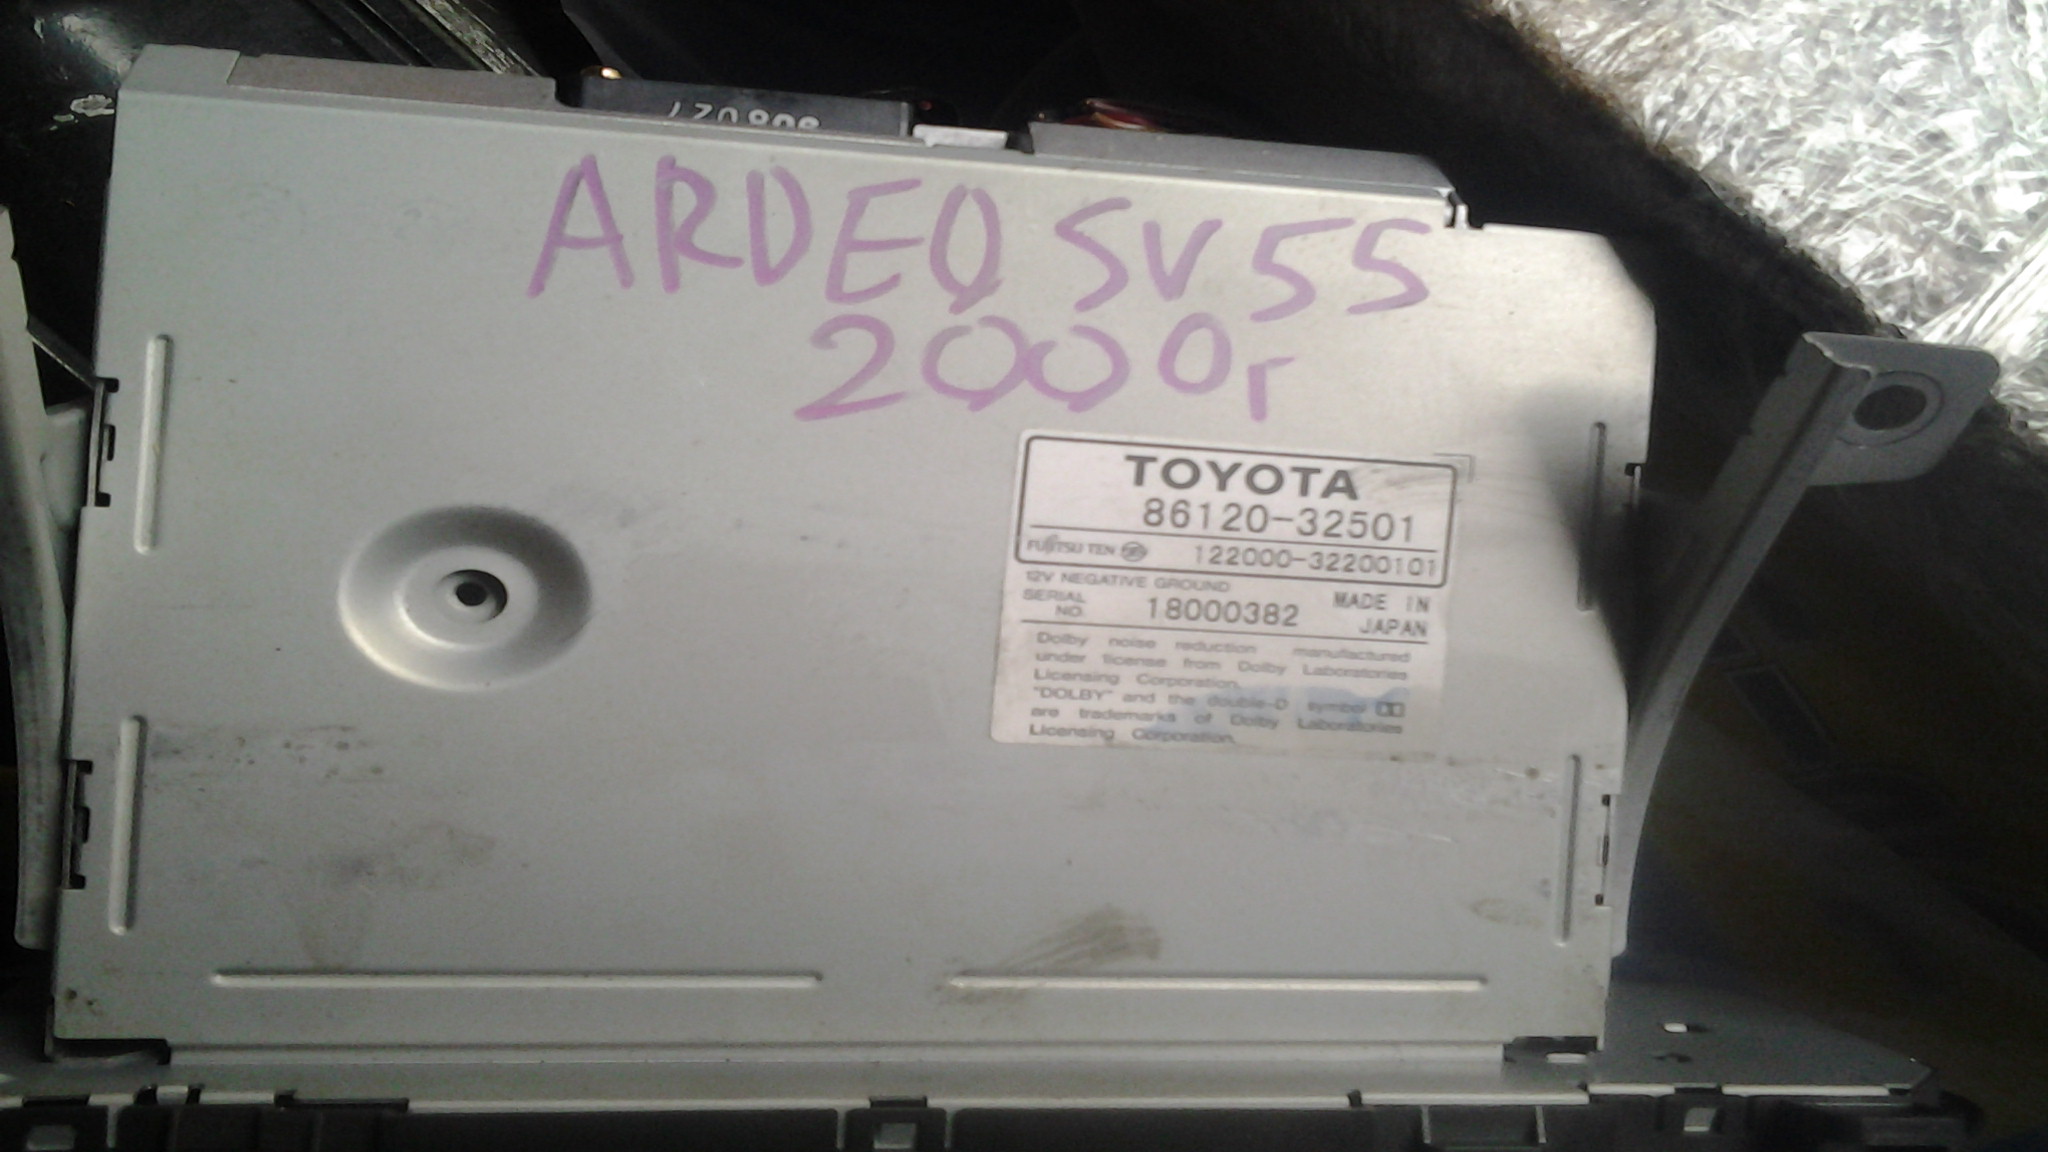 908027
ARDEO SV55
2000г
TOYOTA
86120-32501
FUJITSU TEN 122000-32200101
12V NEGATIVE GROUND
SERIAL NO. 18000382 MADE IN JAPAN
Dolby noise reduction manufactured
under license from Dolby Laboratories
Licensing Corporation.
"DOLBY" and the double-D symbol
are trademarks of Dolby Laboratories
Licensing Corporation.